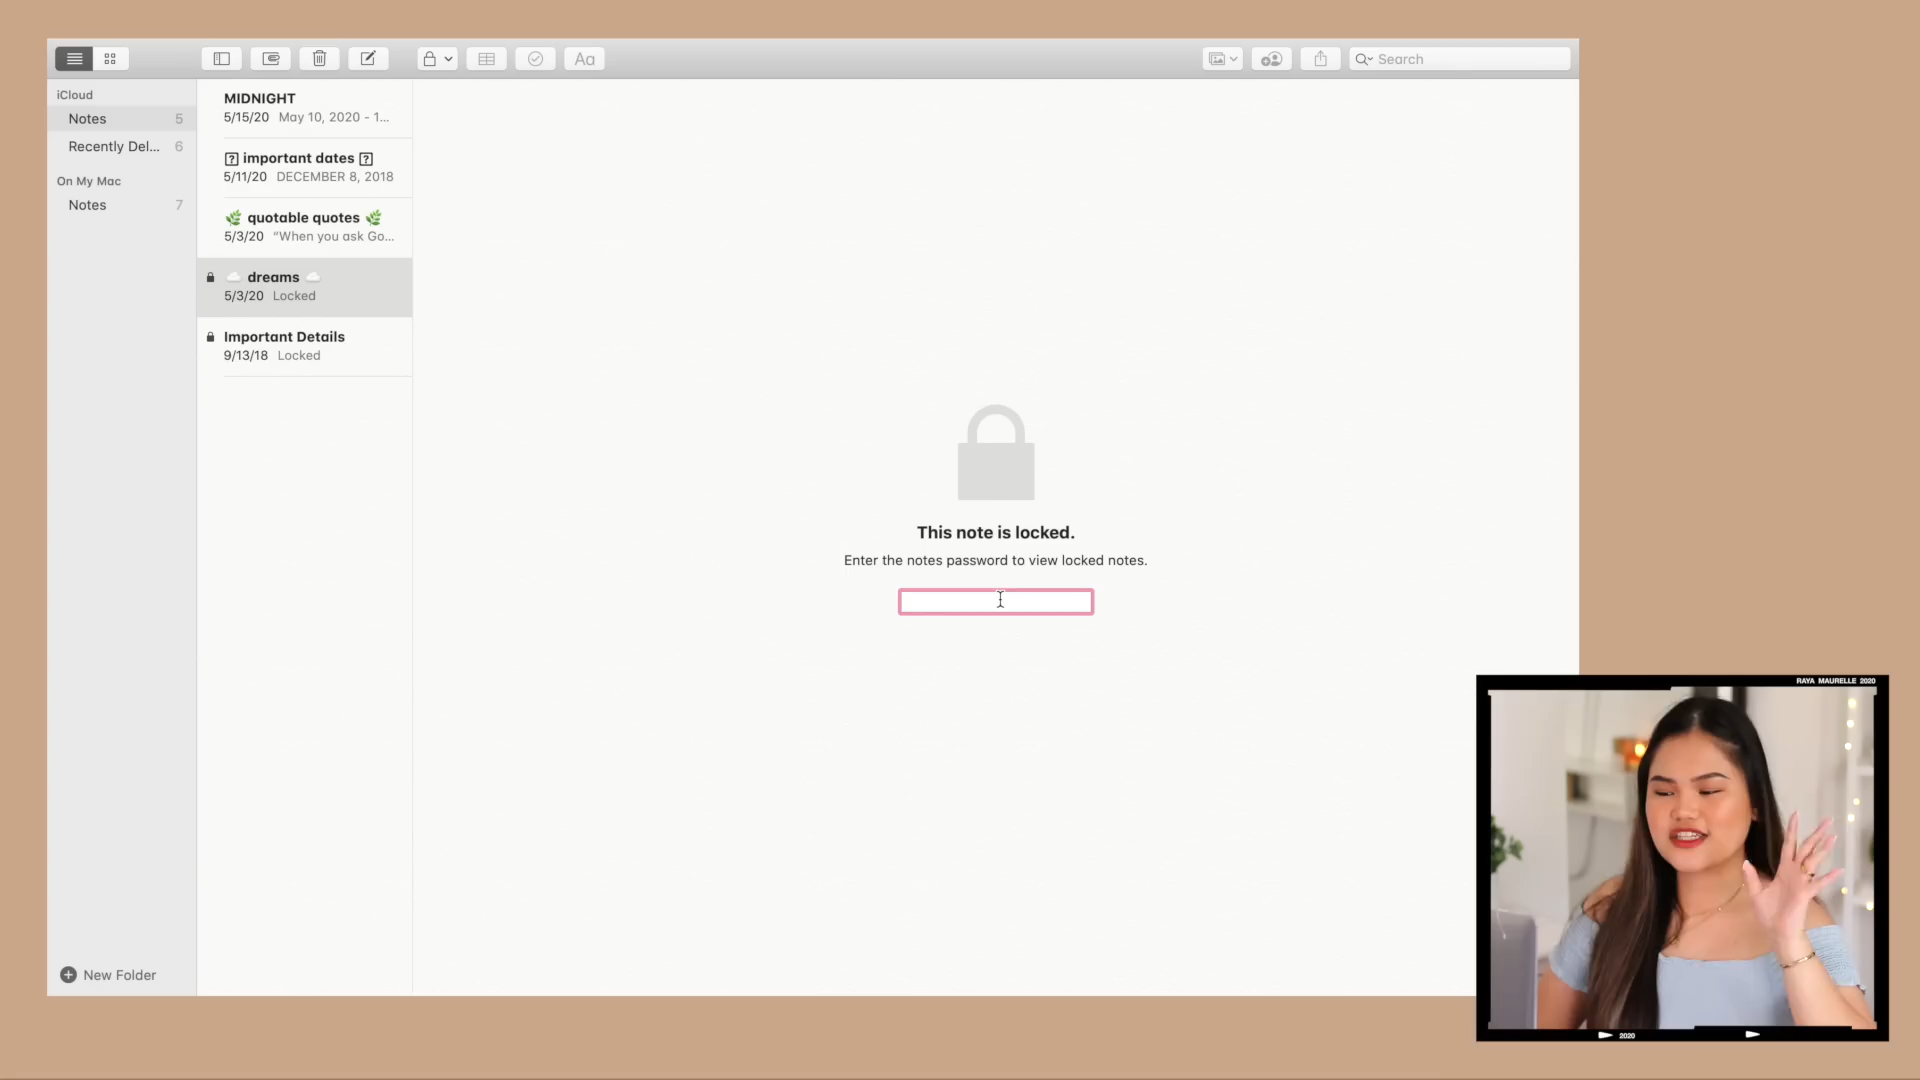 Aa
Search
iCloud
Notes 5
Recently Del... 6
On My Mac
Notes 7
New Folder
MIDNIGHT
5/15/20 May 10, 2020 - 1...
important dates
5/11/20 DECEMBER 8, 2018
🌿 quotable quotes 🌿
5/3/20 “When you ask Go...
☁️ dreams ☁️
5/3/20 Locked
Important Details
9/13/18 Locked
This note is locked.
Enter the notes password to view locked notes.
RAYA MAURELLE 2020
2020